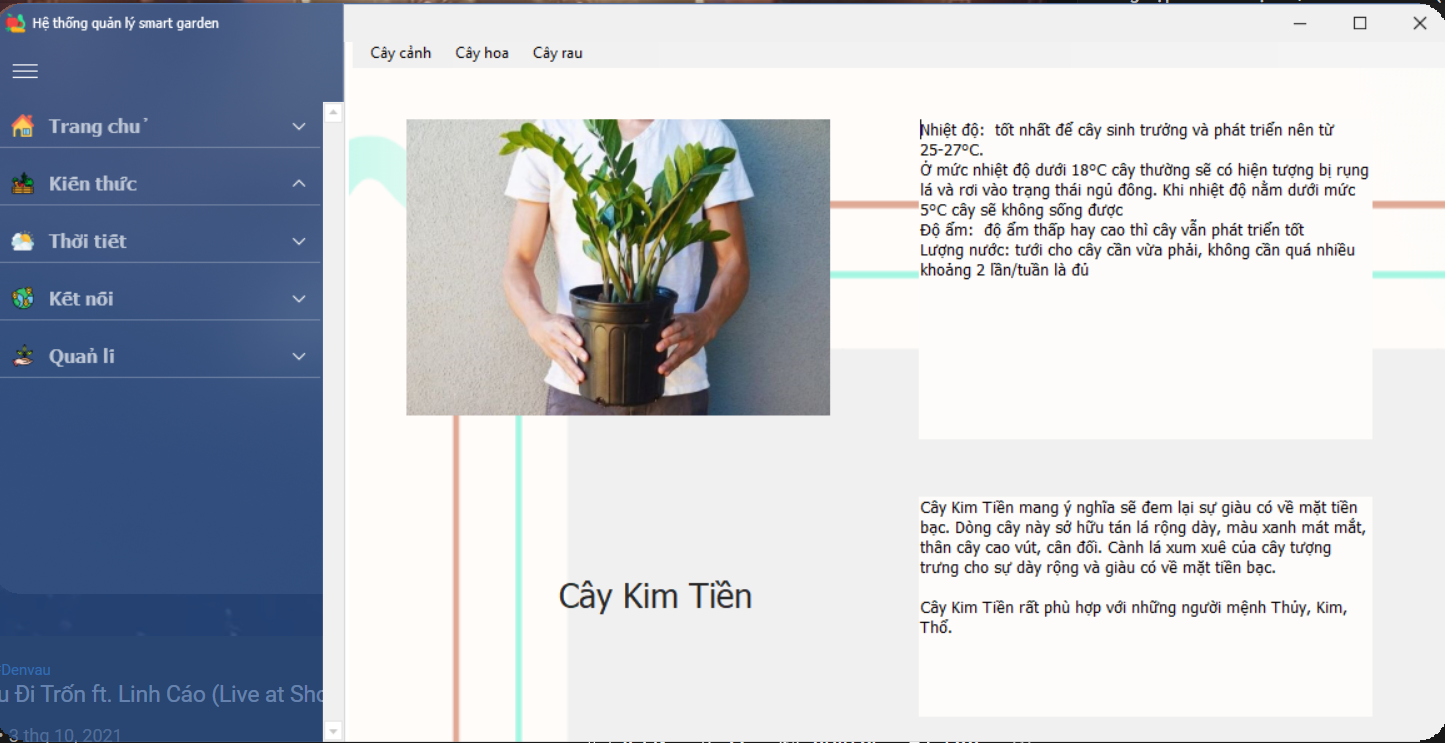 Hệ thống quản lý smart garden
Trang chủ
Kiến thức
Thời tiết
Kết nối
Quản lí
Denvau
Đi Trốn ft. Linh Cáo (Live at
3 thg 10, 2021
Cây cảnh Cây hoa Cây rau
Nhiệt độ: tốt nhất để cây sinh trưởng và phát triển nên từ
25-27ºC.
Ở mức nhiệt độ dưới 18ºC cây thường sẽ có hiện tượng bị rụng
lá và rơi vào trạng thái ngủ đông. Khi nhiệt độ nằm dưới mức
5ºC cây sẽ không sống được
Độ ẩm: độ ẩm thấp hay cao thì cây vẫn phát triển tốt
Lượng nước: tưới cho cây cần vừa phải, không cần quá nhiều
khoảng 2 lần/tuần là đủ
Cây Kim Tiền
Cây Kim Tiền mang ý nghĩa sẽ đem lại sự giàu có về mặt tiền
bạc. Dòng cây này sở hữu tán lá rộng dày, màu xanh mát mắt,
thân cây cao vút, cân đối. Cành lá xum xuê của cây tượng
trưng cho sự dày rộng và giàu có về mặt tiền bạc.
Cây Kim Tiền rất phù hợp với những người mệnh Thủy, Kim,
Thổ.